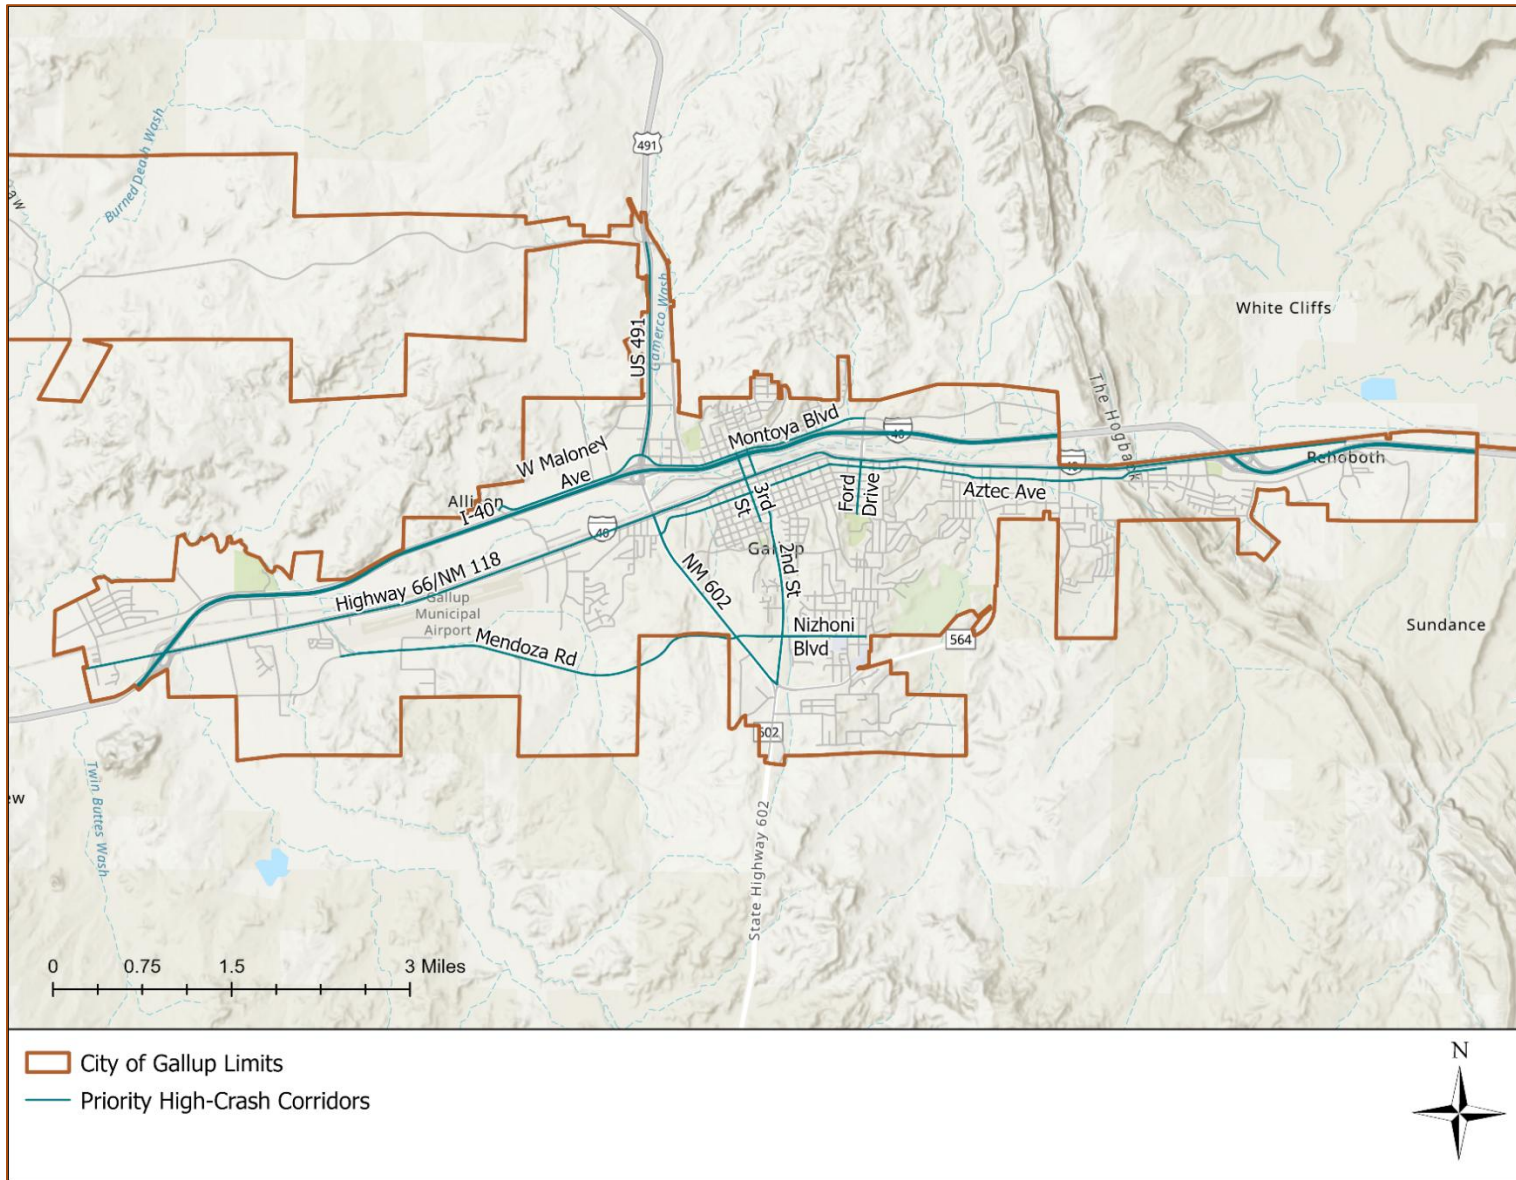 Burned Death Wash
491
Gamerco Wash
US 491
White Cliffs
The Hogback
Montoya Blvd
40
W Maloney
Ave
Allison
I-40
3rd
St
Ford
Drive
Aztec Ave
40
Rehoboth
40
Highway 66/NM 118
Gallup
2nd St
NM 602
Gallup
Municipal
Airport
Mendoza Rd
Nizhoni
Blvd
564
Sundance
602
Twin Buttes Wash
ew
State Highway 602
0 0.75 1.5 3 Miles
City of Gallup Limits
Priority High-Crash Corridors
N